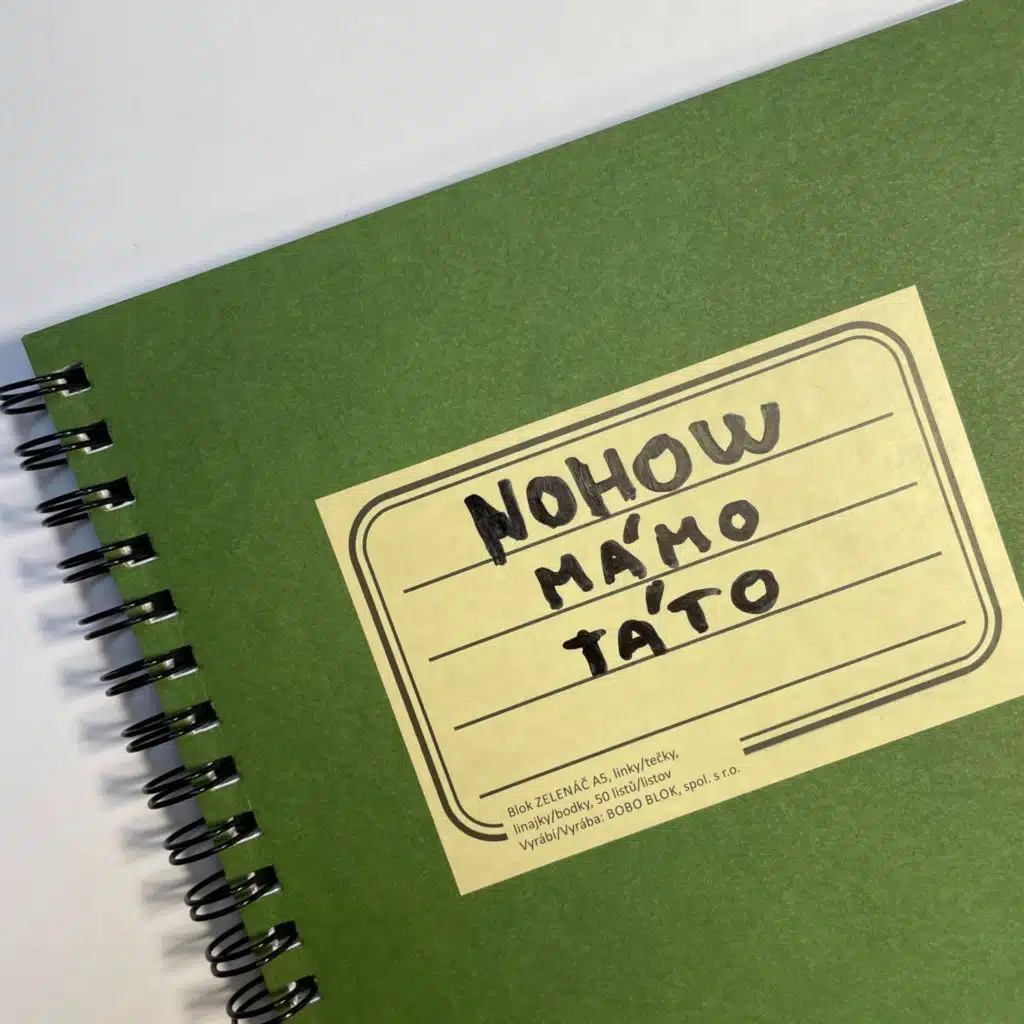 NOHOW
MÁMO
TÁTO
Blok ZELENÁČ A5, linky/tečky,
linajky/bodky, 50 listů/listov
Vyrábí/Vyrába: BOBO BLOK, spol. s r.o.